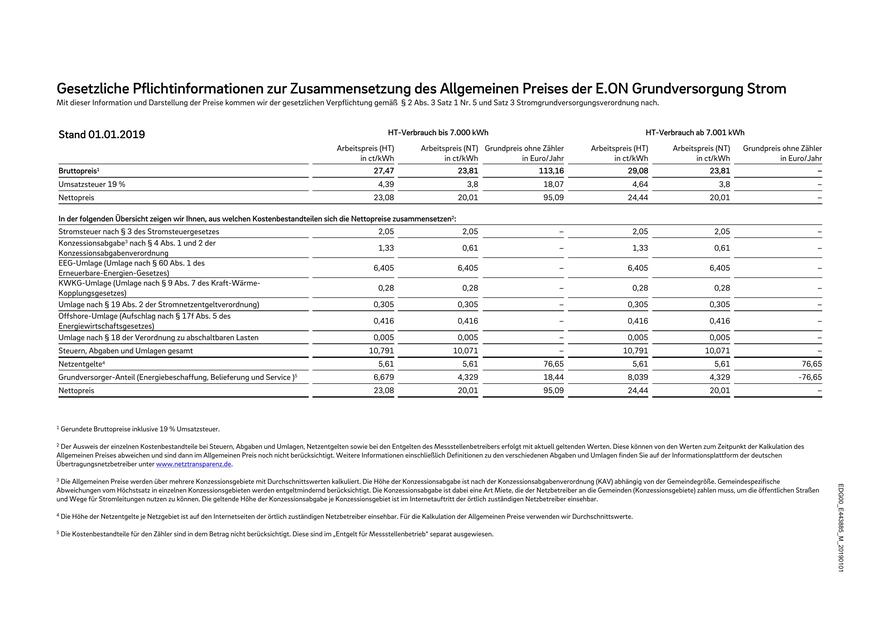 Gesetzliche Pflichtinformationen zur Zusammensetzung des Allgemeinen Preises der E.ON Grundversorgung Strom
Mit dieser Information und Darstellung der Preise kommen wir der gesetzlichen Verpflichtung gemäß § 2 Abs. 3 Satz 1 Nr. 5 und Satz 3 Stromgrundversorgungsverordnung nach.
Stand 01.01.2019 HT-Verbrauch bis 7.000 kWh HT-Verbrauch ab 7.001 kWh
Arbeitspreis (HT) Arbeitspreis (NT) Grundpreis ohne Zähler Arbeitspreis (HT) Arbeitspreis (NT) Grundpreis ohne Zähler
in ct/kWh in ct/kWh in Euro/Jahr in ct/kWh in ct/kWh in Euro/Jahr
Bruttopreis¹ 27,47 23,81 113,16 29,08 23,81 –
Umsatzsteuer 19 % 4,39 3,8 18,07 4,64 3,8 –
Nettopreis 23,08 20,01 95,09 24,44 20,01 –
In der folgenden Übersicht zeigen wir Ihnen, aus welchen Kostenbestandteilen sich die Nettopreise zusammensetzen²:
Stromsteuer nach § 3 des Stromsteuergesetzes 2,05 2,05 – 2,05 2,05 –
Konzessionsabgabe³ nach § 4 Abs. 1 und 2 der
Konzessionsabgabenverordnung 1,33 0,61 – 1,33 0,61 –
EEG-Umlage (Umlage nach § 60 Abs. 1 des
Erneuerbare-Energien-Gesetzes) 6,405 6,405 – 6,405 6,405 –
KWKG-Umlage (Umlage nach § 9 Abs. 7 des Kraft-Wärme-
Kopplungsgesetzes) 0,28 0,28 – 0,28 0,28 –
Umlage nach § 19 Abs. 2 der Stromnetzentgeltverordnung) 0,305 0,305 – 0,305 0,305 –
Offshore-Umlage (Aufschlag nach § 17f Abs. 5 des
Energiewirtschaftsgesetzes) 0,416 0,416 – 0,416 0,416 –
Umlage nach § 18 der Verordnung zu abschaltbaren Lasten 0,005 0,005 – 0,005 0,005 –
Steuern, Abgaben und Umlagen gesamt 10,791 10,071 – 10,791 10,071 –
Netzentgelte⁴ 5,61 5,61 76,65 5,61 5,61 76,65
Grundversorger-Anteil (Energiebeschaffung, Belieferung und Service )⁵ 6,679 4,329 18,44 8,039 4,329 -76,65
Nettopreis 23,08 20,01 95,09 24,44 20,01 –
¹ Gerundete Bruttopreise inklusive 19 % Umsatzsteuer.
² Der Ausweis der einzelnen Kostenbestandteile bei Steuern, Abgaben und Umlagen, Netzentgelten sowie bei den Entgelten des Messstellenbetreibers erfolgt mit aktuell geltenden Werten. Diese können von den Werten zum Zeitpunkt der Kalkulation des
Allgemeinen Preises abweichen und sind dann im Allgemeinen Preis noch nicht berücksichtigt. Weitere Informationen einschließlich Definitionen zu den verschiedenen Abgaben und Umlagen finden Sie auf der Informationsplattform der deutschen
Übertragungsnetzbetreiber unter www.netztransparenz.de.
³ Die Allgemeinen Preise werden über mehrere Konzessionsgebiete mit Durchschnittswerten kalkuliert. Die Höhe der Konzessionsabgabe ist nach der Konzessionsabgabenverordnung (KAV) abhängig von der Gemeindegröße. Gemeindespezifische
Abweichungen vom Höchstsatz in einzelnen Konzessionsgebieten werden entgeltmindernd berücksichtigt. Die Konzessionsabgabe ist dabei eine Art Miete, die der Netzbetreiber an die Gemeinden (Konzessionsgebiete) zahlen muss, um die öffentlichen Straßen
und Wege für Stromleitungen nutzen zu können. Die geltende Höhe der Konzessionsabgabe je Konzessionsgebiet ist im Internetauftritt der örtlich zuständigen Netzbetreiber einsehbar.
⁴ Die Höhe der Netzentgelte je Netzgebiet ist auf den Internetseiten der örtlich zuständigen Netzbetreiber einsehbar. Für die Kalkulation der Allgemeinen Preise verwenden wir Durchschnittswerte.
⁵ Die Kostenbestandteile für den Zähler sind in dem Betrag nicht berücksichtigt. Diese sind im „Entgelt für Messstellenbetrieb" separat ausgewiesen.
EDG00_E443885_M_20190101